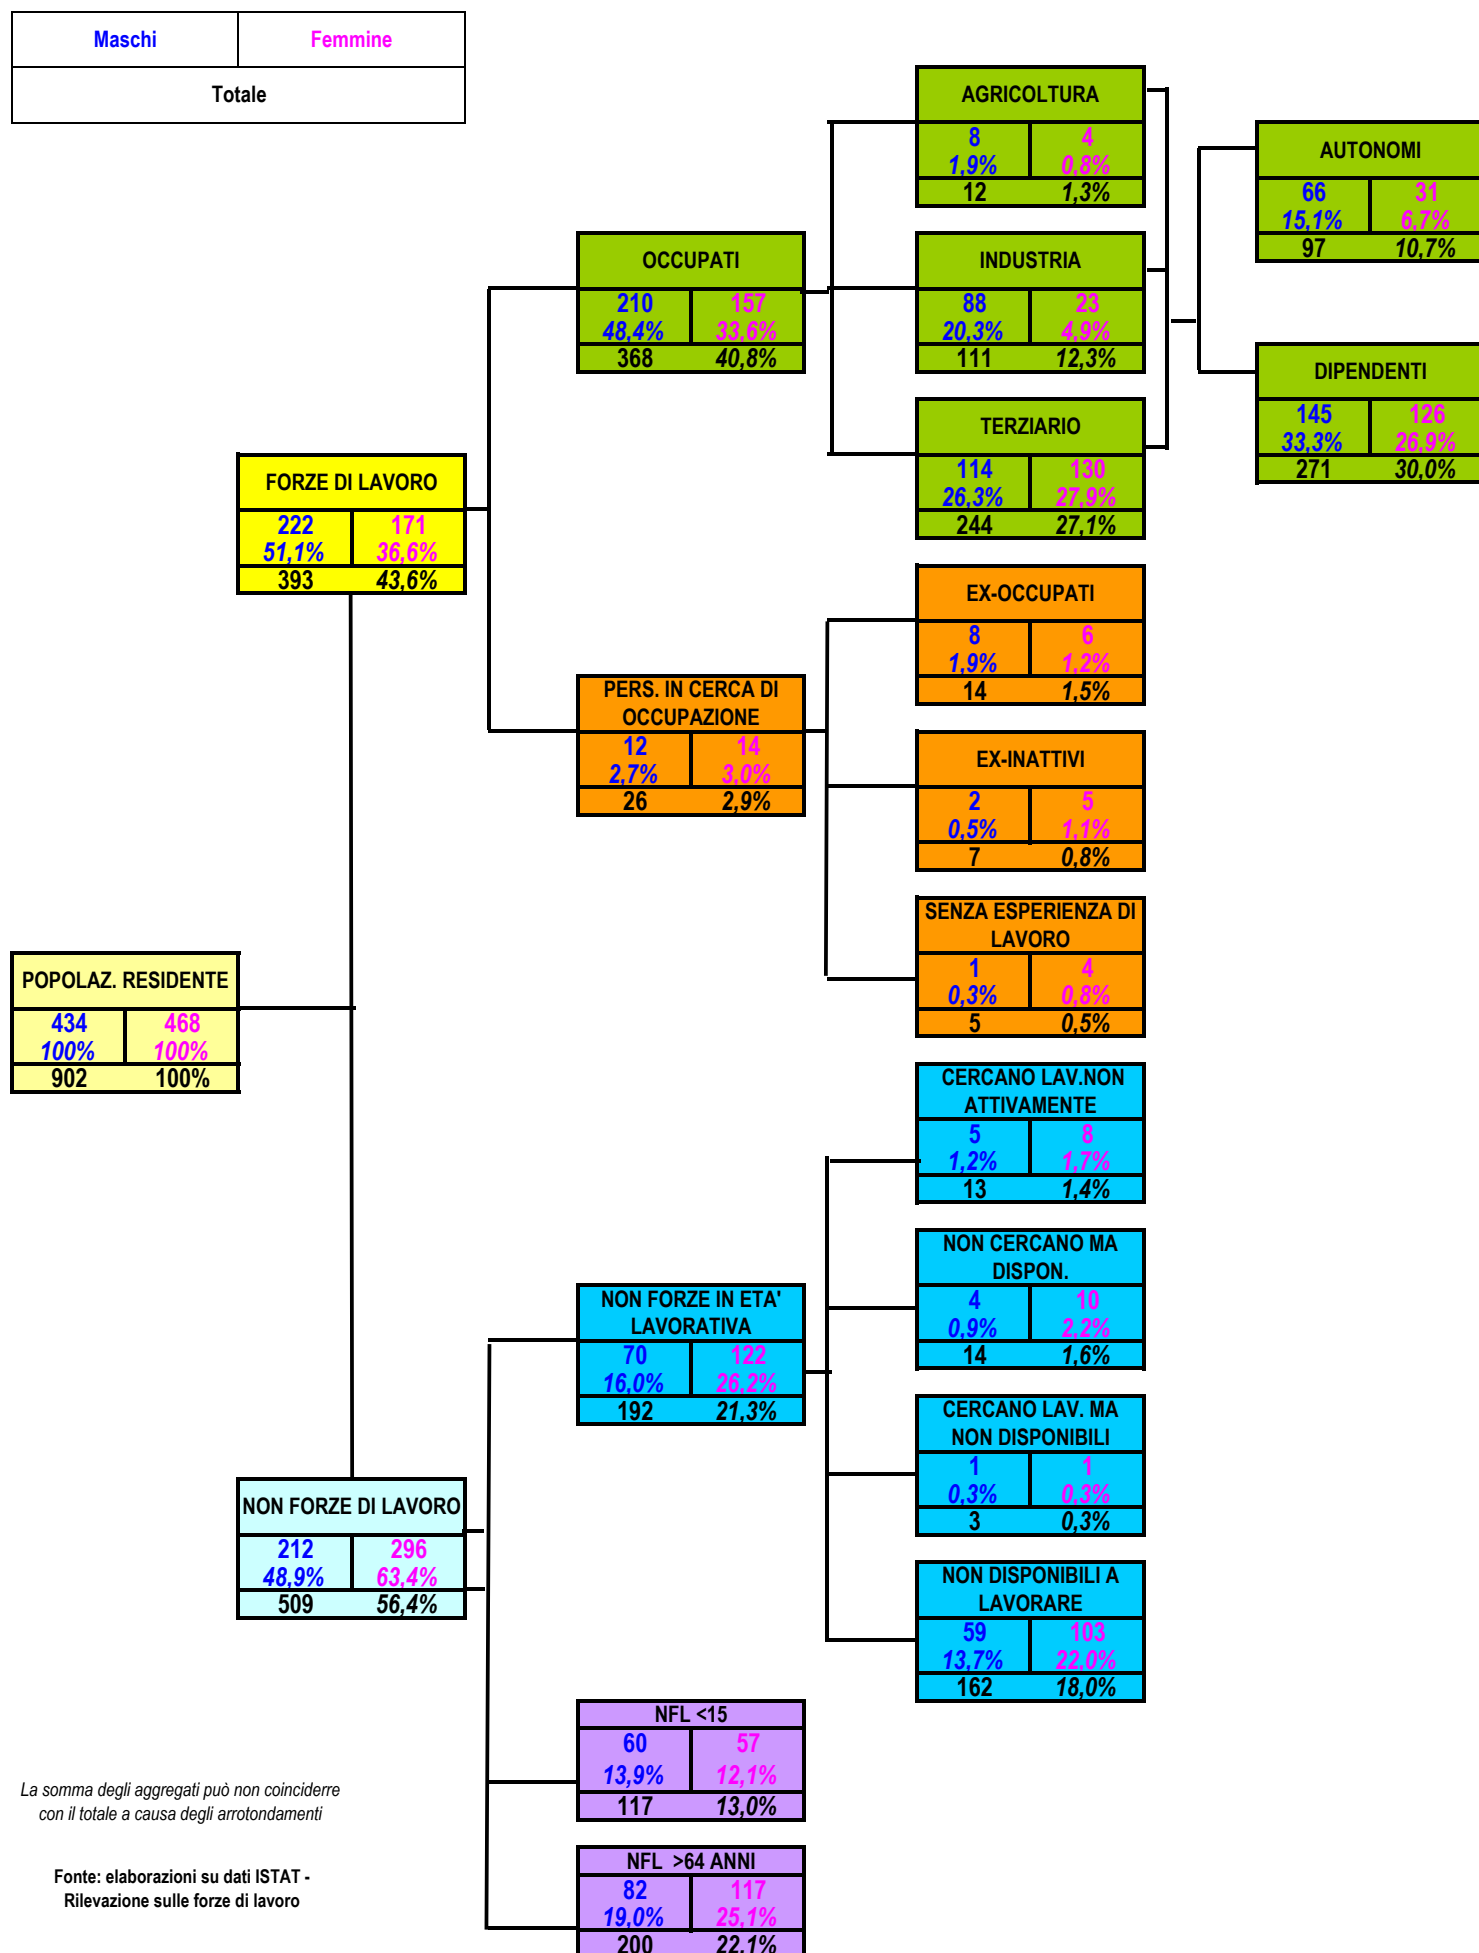 Maschi Femmine
Totale
AGRICOLTURA
8 4
1,9% 0,8%
12 1,3%
AUTONOMI
66 31
15,1% 6,7%
97 10,7%
OCCUPATI
210 157
48,4% 33,6%
368 40,8%
INDUSTRIA
88 23
20,3% 4,9%
111 12,3%
DIPENDENTI
145 126
33,3% 26,9%
271 30,0%
TERZIARIO
114 130
26,3% 27,9%
244 27,1%
FORZE DI LAVORO
222 171
51,1% 36,6%
393 43,6%
EX-OCCUPATI
8 6
1,9% 1,2%
14 1,5%
PERS. IN CERCA DI
OCCUPAZIONE
12 14
2,7% 3,0%
26 2,9%
EX-INATTIVI
2 5
0,5% 1,1%
7 0,8%
SENZA ESPERIENZA DI
LAVORO
1 4
0,3% 0,8%
5 0,5%
POPOLAZ. RESIDENTE
434 468
100% 100%
902 100%
CERCANO LAV.NON
ATTIVAMENTE
5 8
1,2% 1,7%
13 1,4%
NON CERCANO MA
DISPON.
4 10
0,9% 2,2%
14 1,6%
NON FORZE IN ETA'
LAVORATIVA
70 122
16,0% 26,2%
192 21,3%
CERCANO LAV. MA
NON DISPONIBILI
1 1
0,3% 0,3%
3 0,3%
NON FORZE DI LAVORO
212 296
48,9% 63,4%
509 56,4%
NON DISPONIBILI A
LAVORARE
59 103
13,7% 22,0%
162 18,0%
NFL <15
60 57
13,9% 12,1%
117 13,0%
NFL >64 ANNI
82 117
19,0% 25,1%
200 22,1%
La somma degli aggregati può non coinciderre
con il totale a causa degli arrotondamenti
Fonte: elaborazioni su dati ISTAT -
Rilevazione sulle forze di lavoro